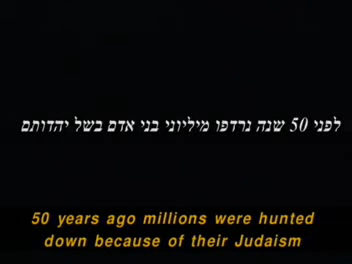 לפני 50 שנה נרדפו מיליוני בני אדם בשל יהדותם
50 years ago millions were hunted
down because of their Judaism